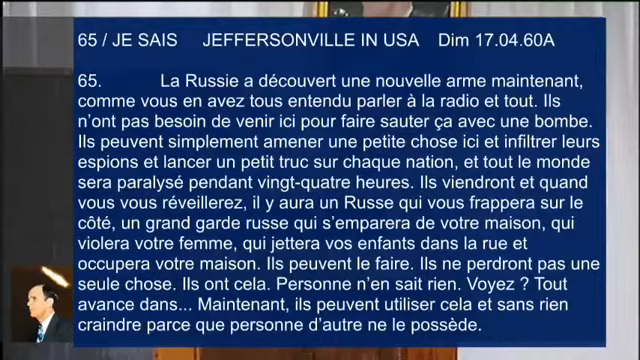 65 / JE SAIS JEFFERSONVILLE IN USA Dim 17.04.60A
65. La Russie a découvert une nouvelle arme maintenant,
comme vous en avez tous entendu parler à la radio et tout. Ils
n’ont pas besoin de venir ici pour faire sauter ça avec une bombe.
Ils peuvent simplement amener une petite chose ici et infiltrer leurs
espions et lancer un petit truc sur chaque nation, et tout le monde
sera paralysé pendant vingt-quatre heures. Ils viendront et quand
vous vous réveillerez, il y aura un Russe qui vous frappera sur le
côté, un grand garde russe qui s’emparera de votre maison, qui
violera votre femme, qui jettera vos enfants dans la rue et
occupera votre maison. Ils peuvent le faire. Ils ne perdront pas une
seule chose. Ils ont cela. Personne n’en sait rien. Voyez ? Tout
avance dans... Maintenant, ils peuvent utiliser cela et sans rien
craindre parce que personne d’autre ne le possède.